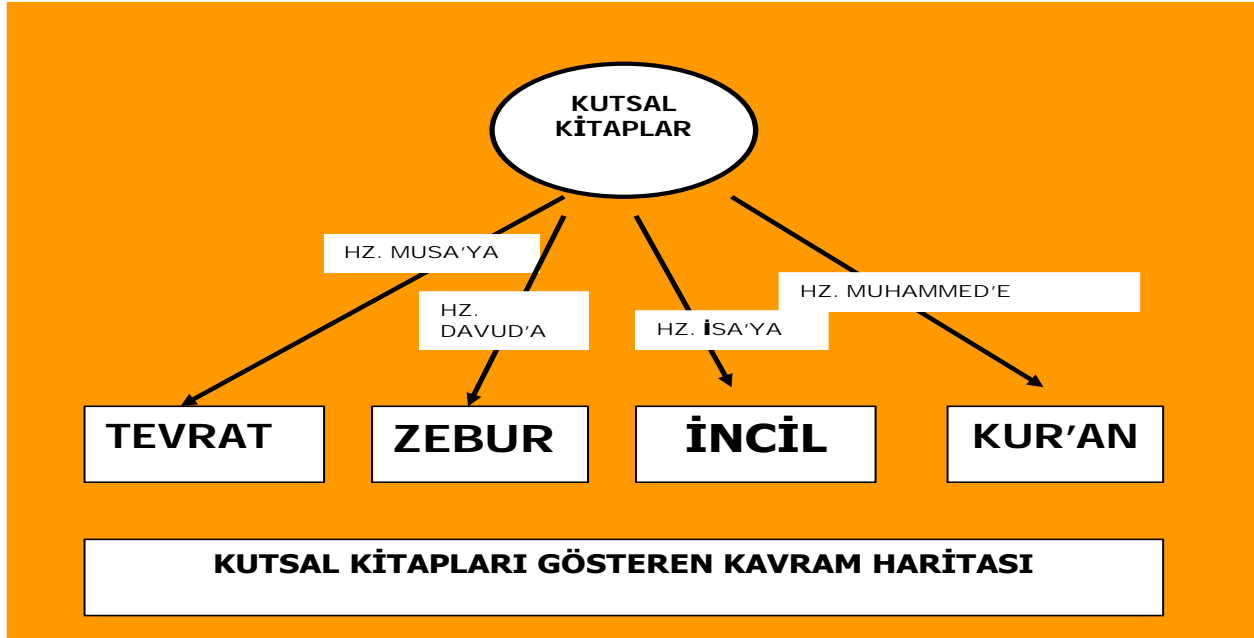 KUTSAL
KİTAPLAR
HZ. MUSA'YA
HZ. MUHAMMED'E
HZ.
DAVUD'A
HZ. İSA'YA
TEVRAT
ZEBUR
İNCİL
KUR'AN
KUTSAL KİTAPLARI GÖSTEREN KAVRAM HARİTASI